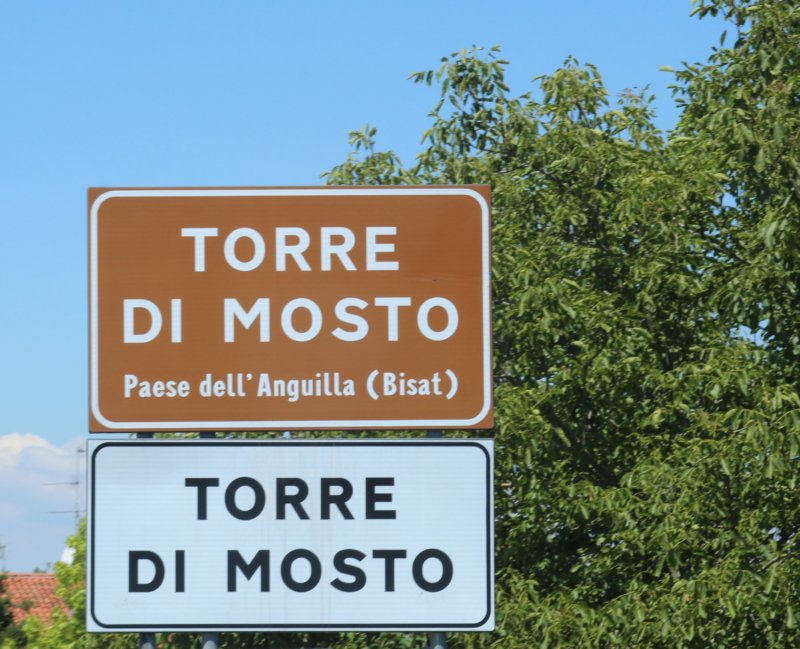 TORRE
DI MOSTO
Paese dell'Anguilla (Bisat)
TORRE
DI MOSTO